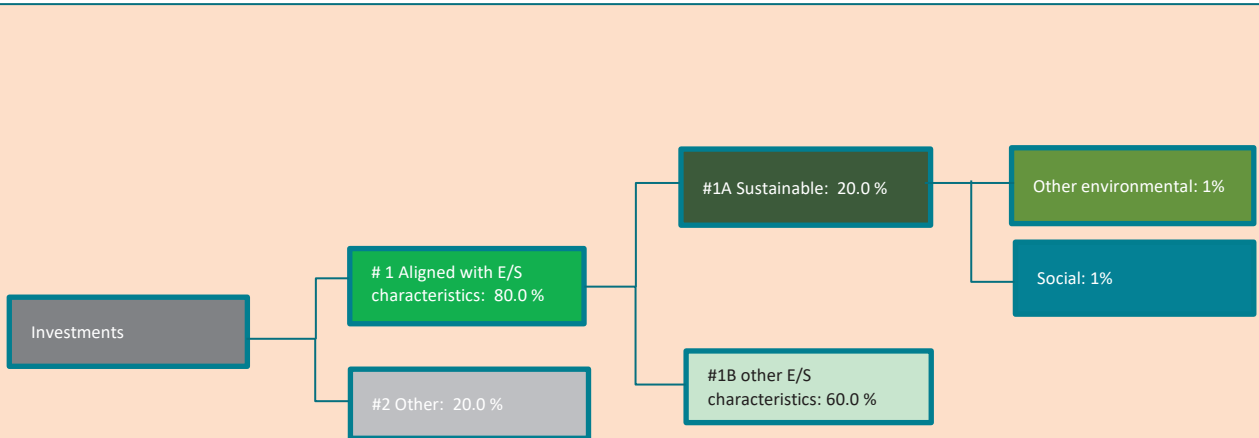 Investments
# 1 Aligned with E/S
characteristics: 80.0 %
#2 Other: 20.0 %
#1A Sustainable: 20.0 %
#1B other E/S
characteristics: 60.0 %
Other environmental: 1%
Social: 1%